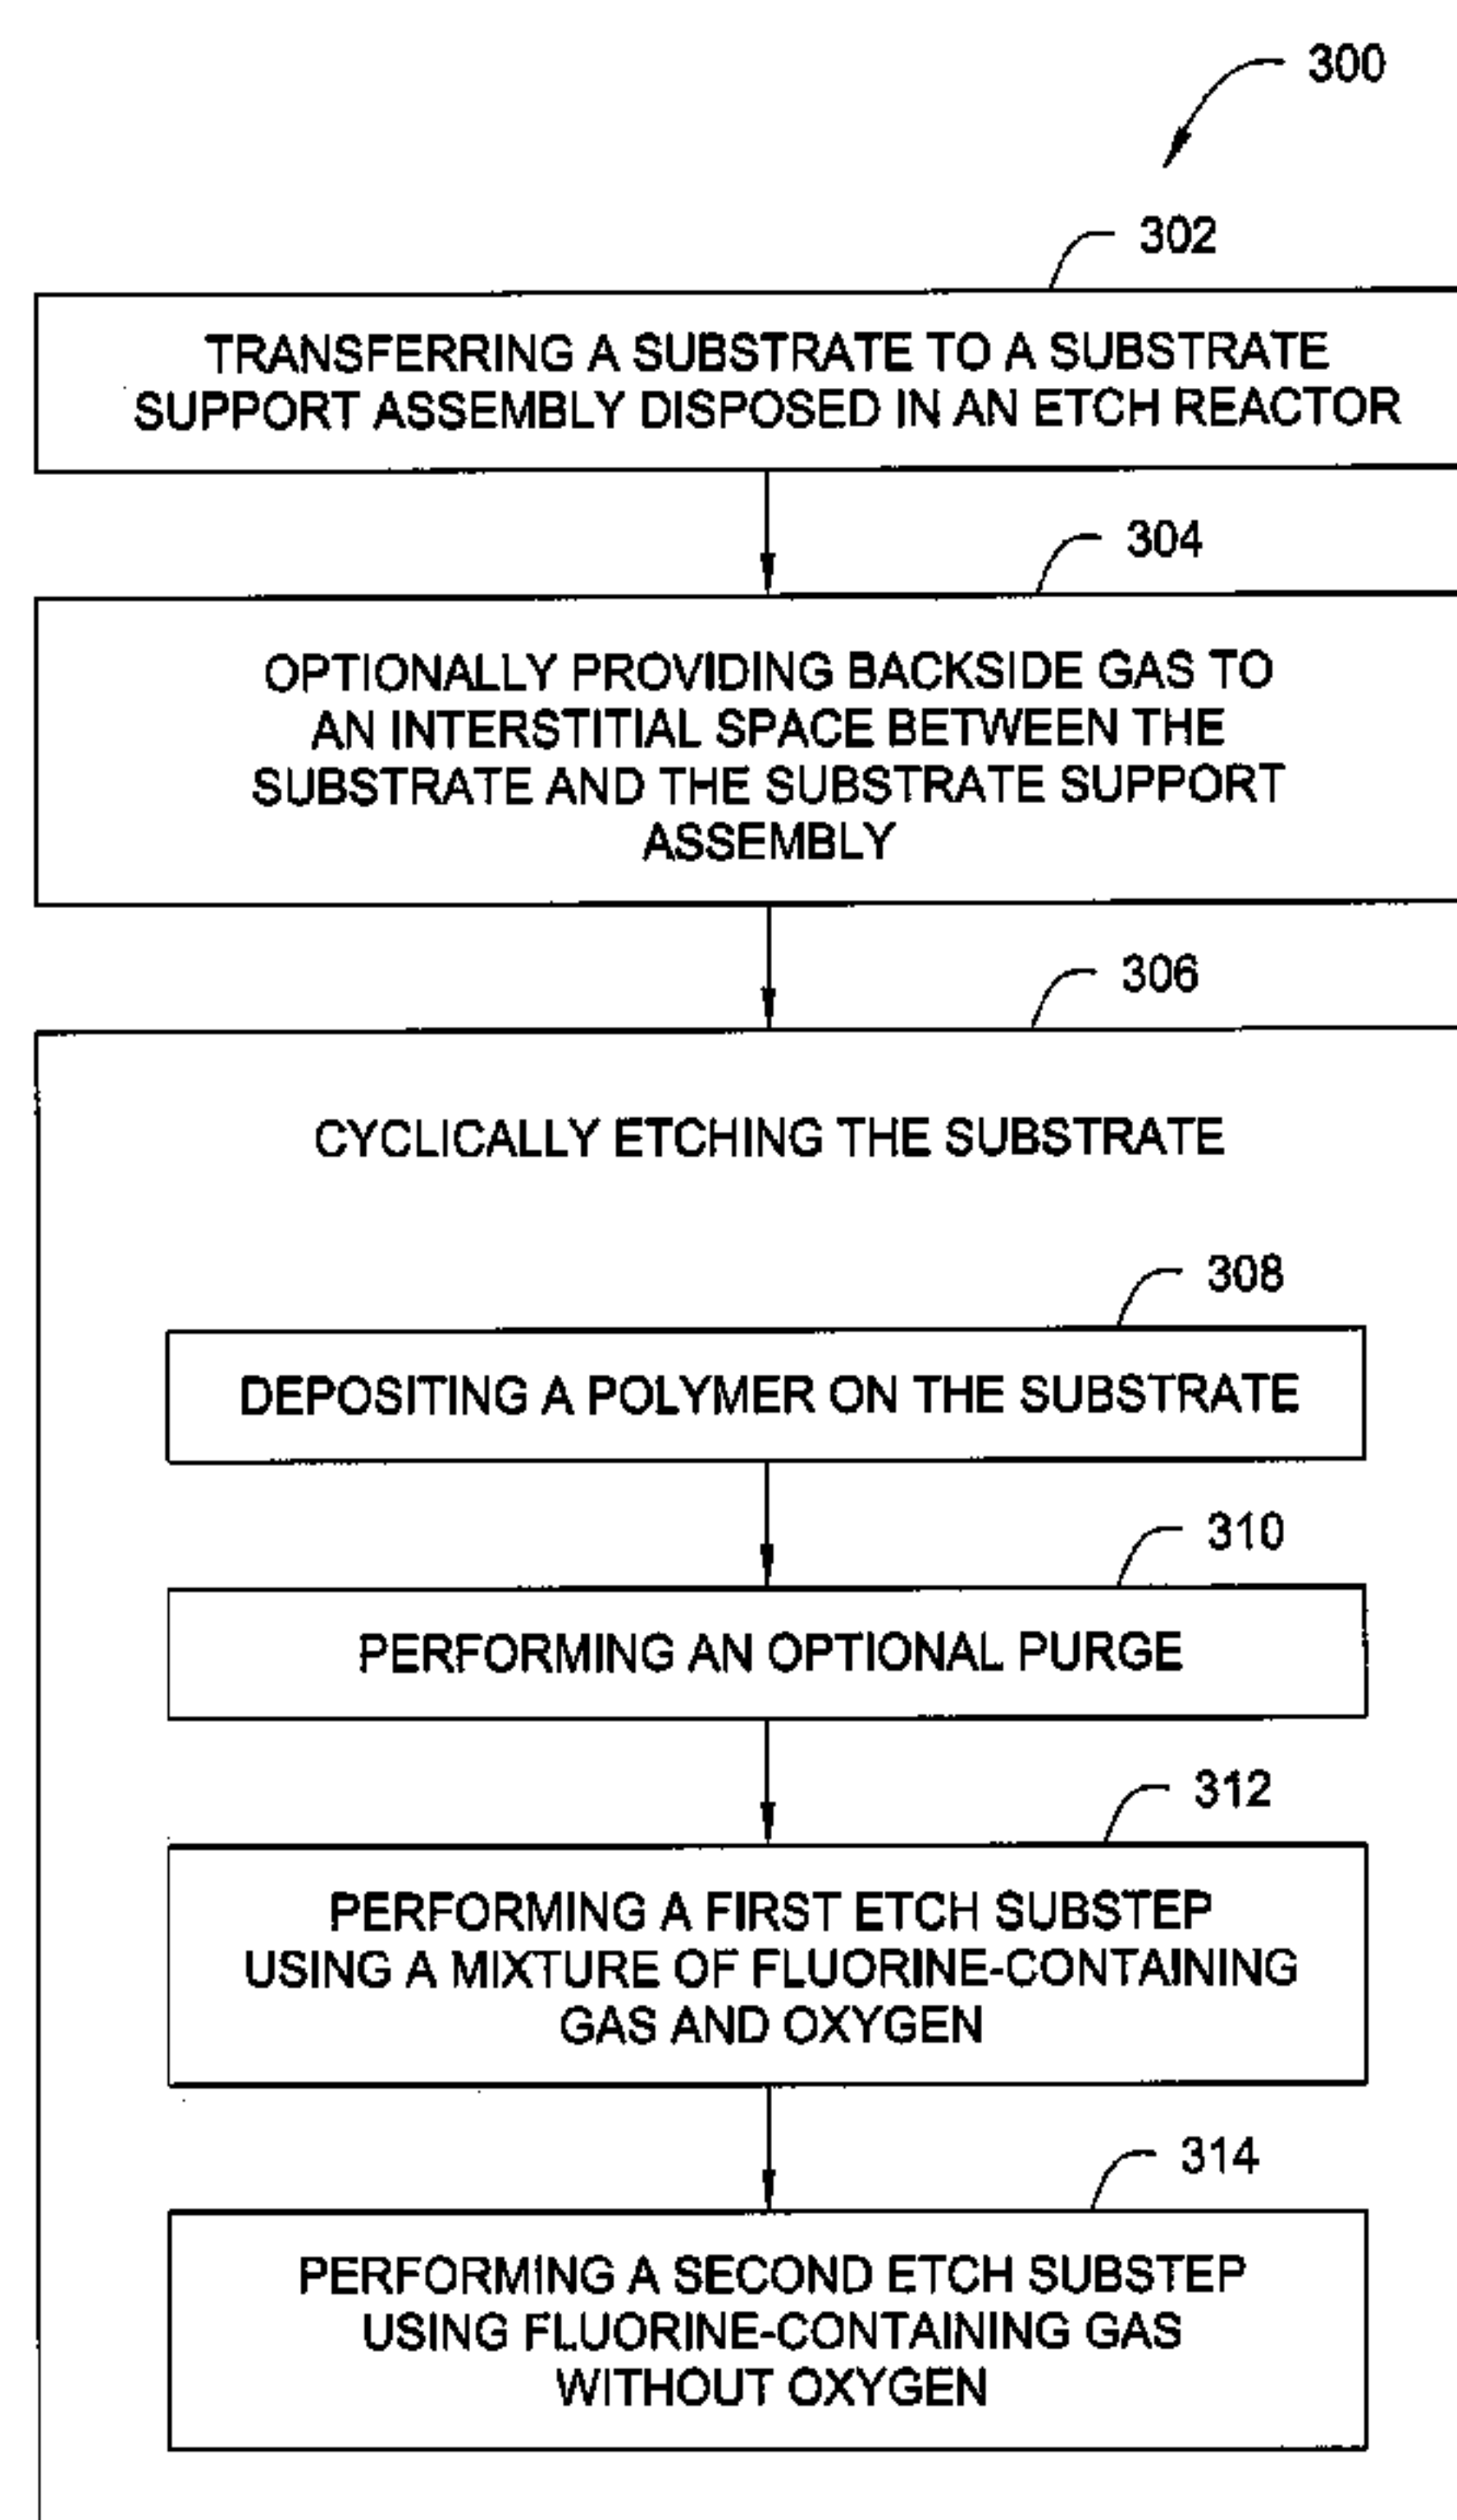 300
302
TRANSFERRING A SUBSTRATE TO A SUBSTRATE
SUPPORT ASSEMBLY DISPOSED IN AN ETCH REACTOR
304
OPTIONALLY PROVIDING BACKSIDE GAS TO
AN INTERSTITIAL SPACE BETWEEN THE
SUBSTRATE AND THE SUBSTRATE SUPPORT
ASSEMBLY
306
CYCLICALLY ETCHING THE SUBSTRATE
308
DEPOSITING A POLYMER ON THE SUBSTRATE
310
PERFORMING AN OPTIONAL PURGE
312
PERFORMING A FIRST ETCH SUBSTEP
USING A MIXTURE OF FLUORINE-CONTAINING
GAS AND OXYGEN
314
PERFORMING A SECOND ETCH SUBSTEP
USING FLUORINE-CONTAINING GAS
WITHOUT OXYGEN